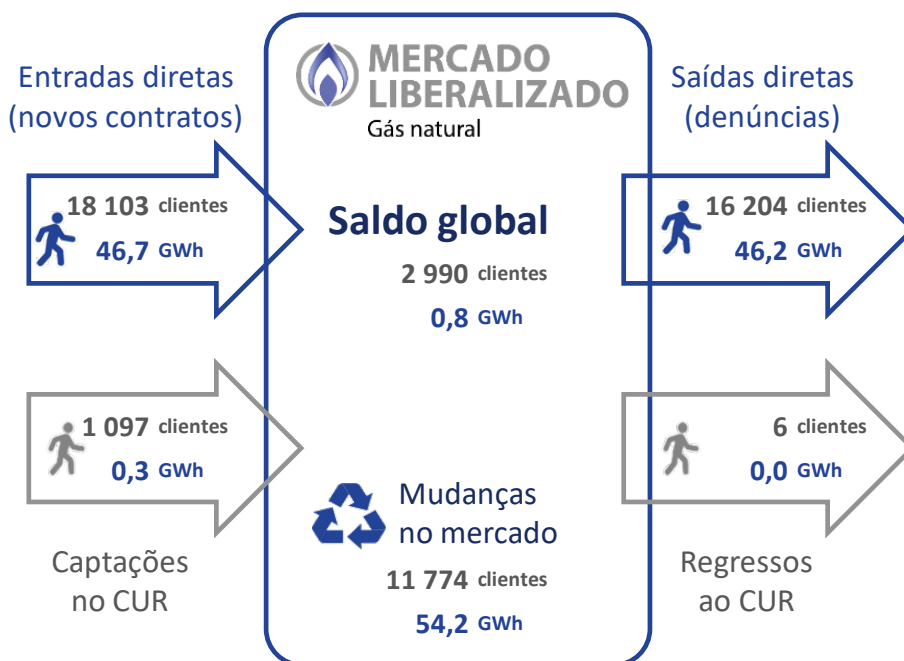 Entradas diretas
(novos contratos)
18 103 clientes
46,7 GWh
1 097 clientes
0,3 GWh
Captações
no CUR
MERCADO
LIBERALIZADO
Gás natural
Saldo global
2 990 clientes
0,8 GWh
Mudanças
no mercado
11 774 clientes
54,2 GWh
Saídas diretas
(denúncias)
16 204 clientes
46,2 GWh
6 clientes
0,0 GWh
Regressos
ao CUR